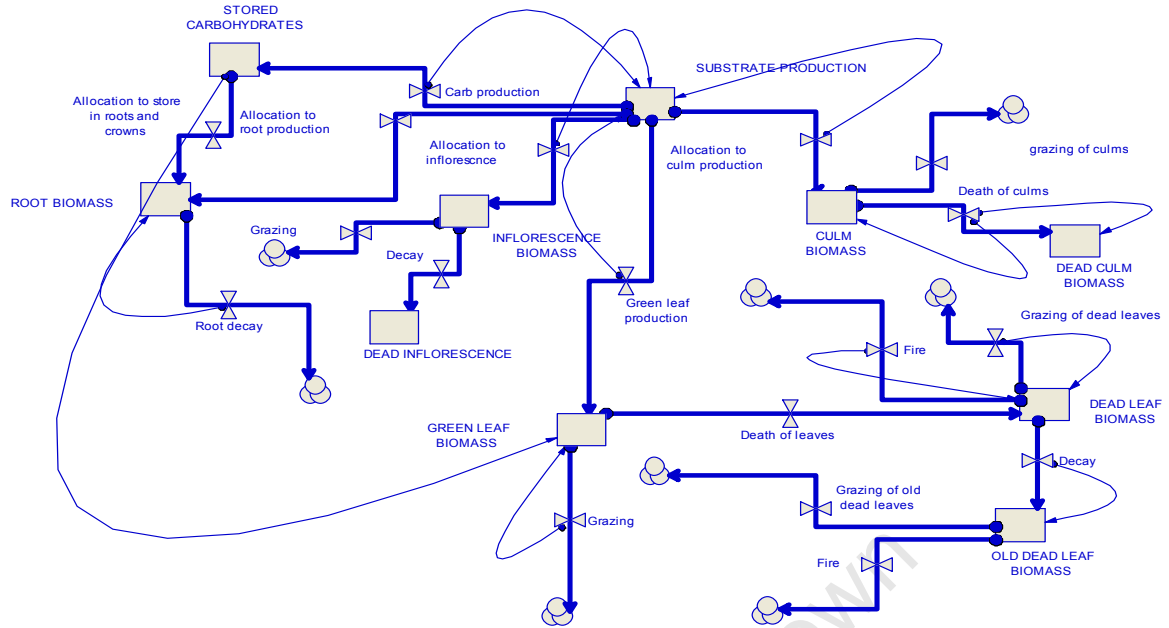 STORED
CARBOHYDRATES
SUBSTRATE PRODUCTION
Carb production
Allocation to store
in roots and
crowns
Allocation to
root production
Allocation to
inflorescnce
Allocation to
culm production
grazing of culms
Death of culms
ROOT BIOMASS
Grazing
Decay
INFLORESCENCE
BIOMASS
CULM
BIOMASS
DEAD CULM
BIOMASS
Root decay
DEAD INFLORESCENCE
Green leaf
production
Grazing of dead leaves
Fire
DEAD LEAF
BIOMASS
GREEN LEAF
BIOMASS
Death of leaves
Decay
Grazing of old
dead leaves
Grazing
Fire
OLD DEAD LEAF
BIOMASS
own